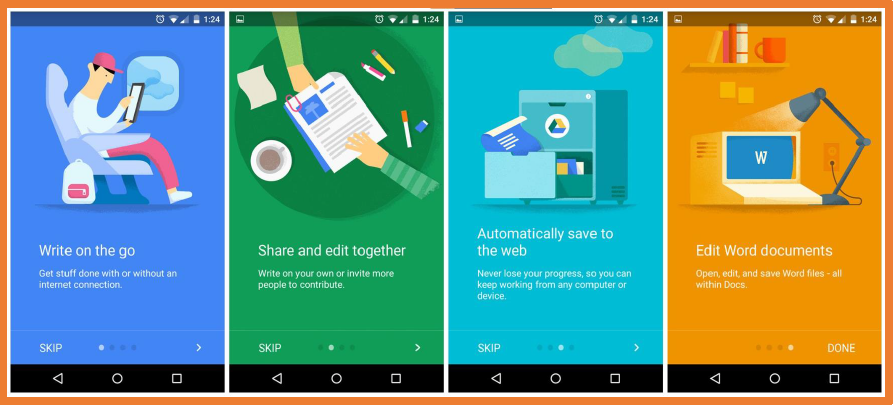 1:24
Write on the go
Get stuff done with or without an
internet connection.
SKIP
1:24
Share and edit together
Write on your own or invite more
people to contribute.
SKIP
1:24
Automatically save to
the web
Never lose your progress, so you can
keep working from any computer or
device.
SKIP
1:24
W
Edit Word documents
Open, edit, and save Word files - all
within Docs.
DONE